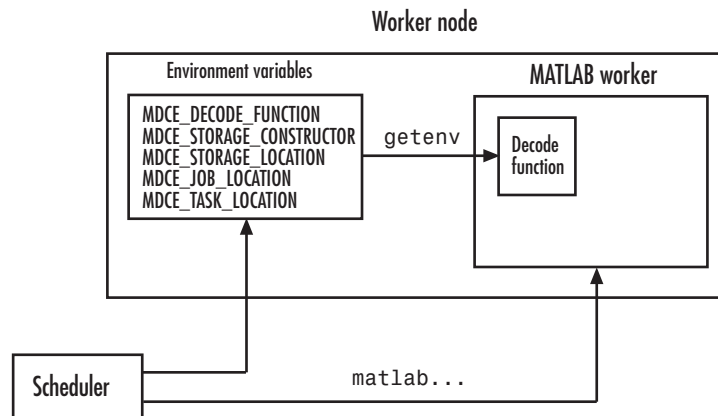 Worker node
Environment variables
MATLAB worker
MDCE_DECODE_FUNCTION
MDCE_STORAGE_CONSTRUCTOR
MDCE_STORAGE_LOCATION
MDCE_JOB_LOCATION
MDCE_TASK_LOCATION
getenv
Decode
function
Scheduler
matlab...